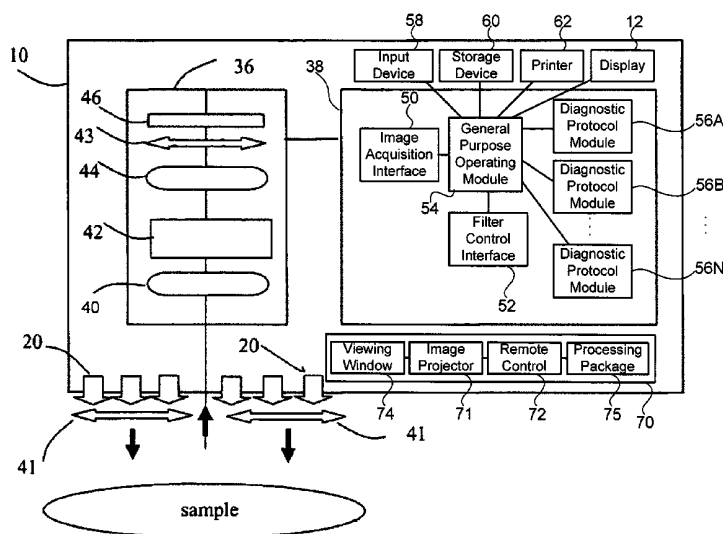 58
60
62
12
10
36
38
Input
Device
Storage
Device
Printer
Display
46
50
43
Image
Acquisition
Interface
General
Purpose
Operating
Module
Diagnostic
Protocol
Module
56A
44
54
Diagnostic
Protocol
Module
56B
42
Filter
Control
Interface
52
Diagnostic
Protocol
Module
56N
40
20
20
Viewing
Window
Image
Projector
Remote
Control
Processing
Package
74
71
72
75
70
41
41
sample